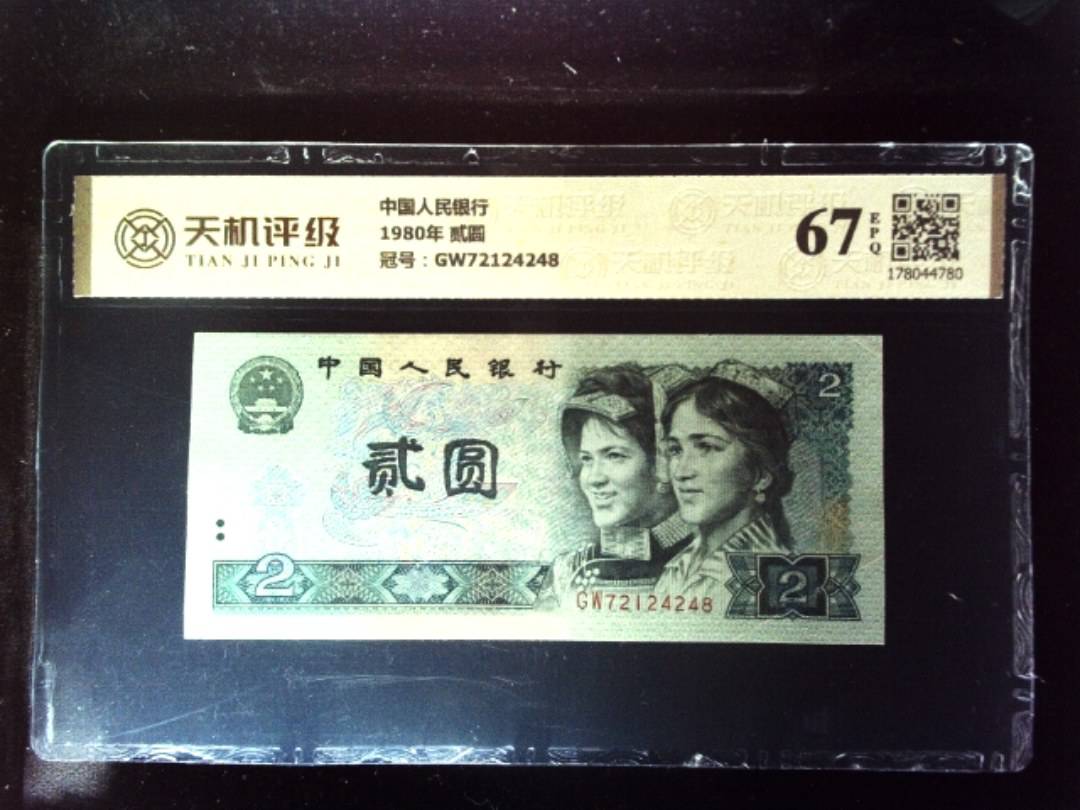 天机评级
TIAN JI PING JI
中国人民银行
1980年 贰圆
冠号：GW72124248
67
EPQ
178044780
中国人民银行
2
贰圆
2
GW72124248
2